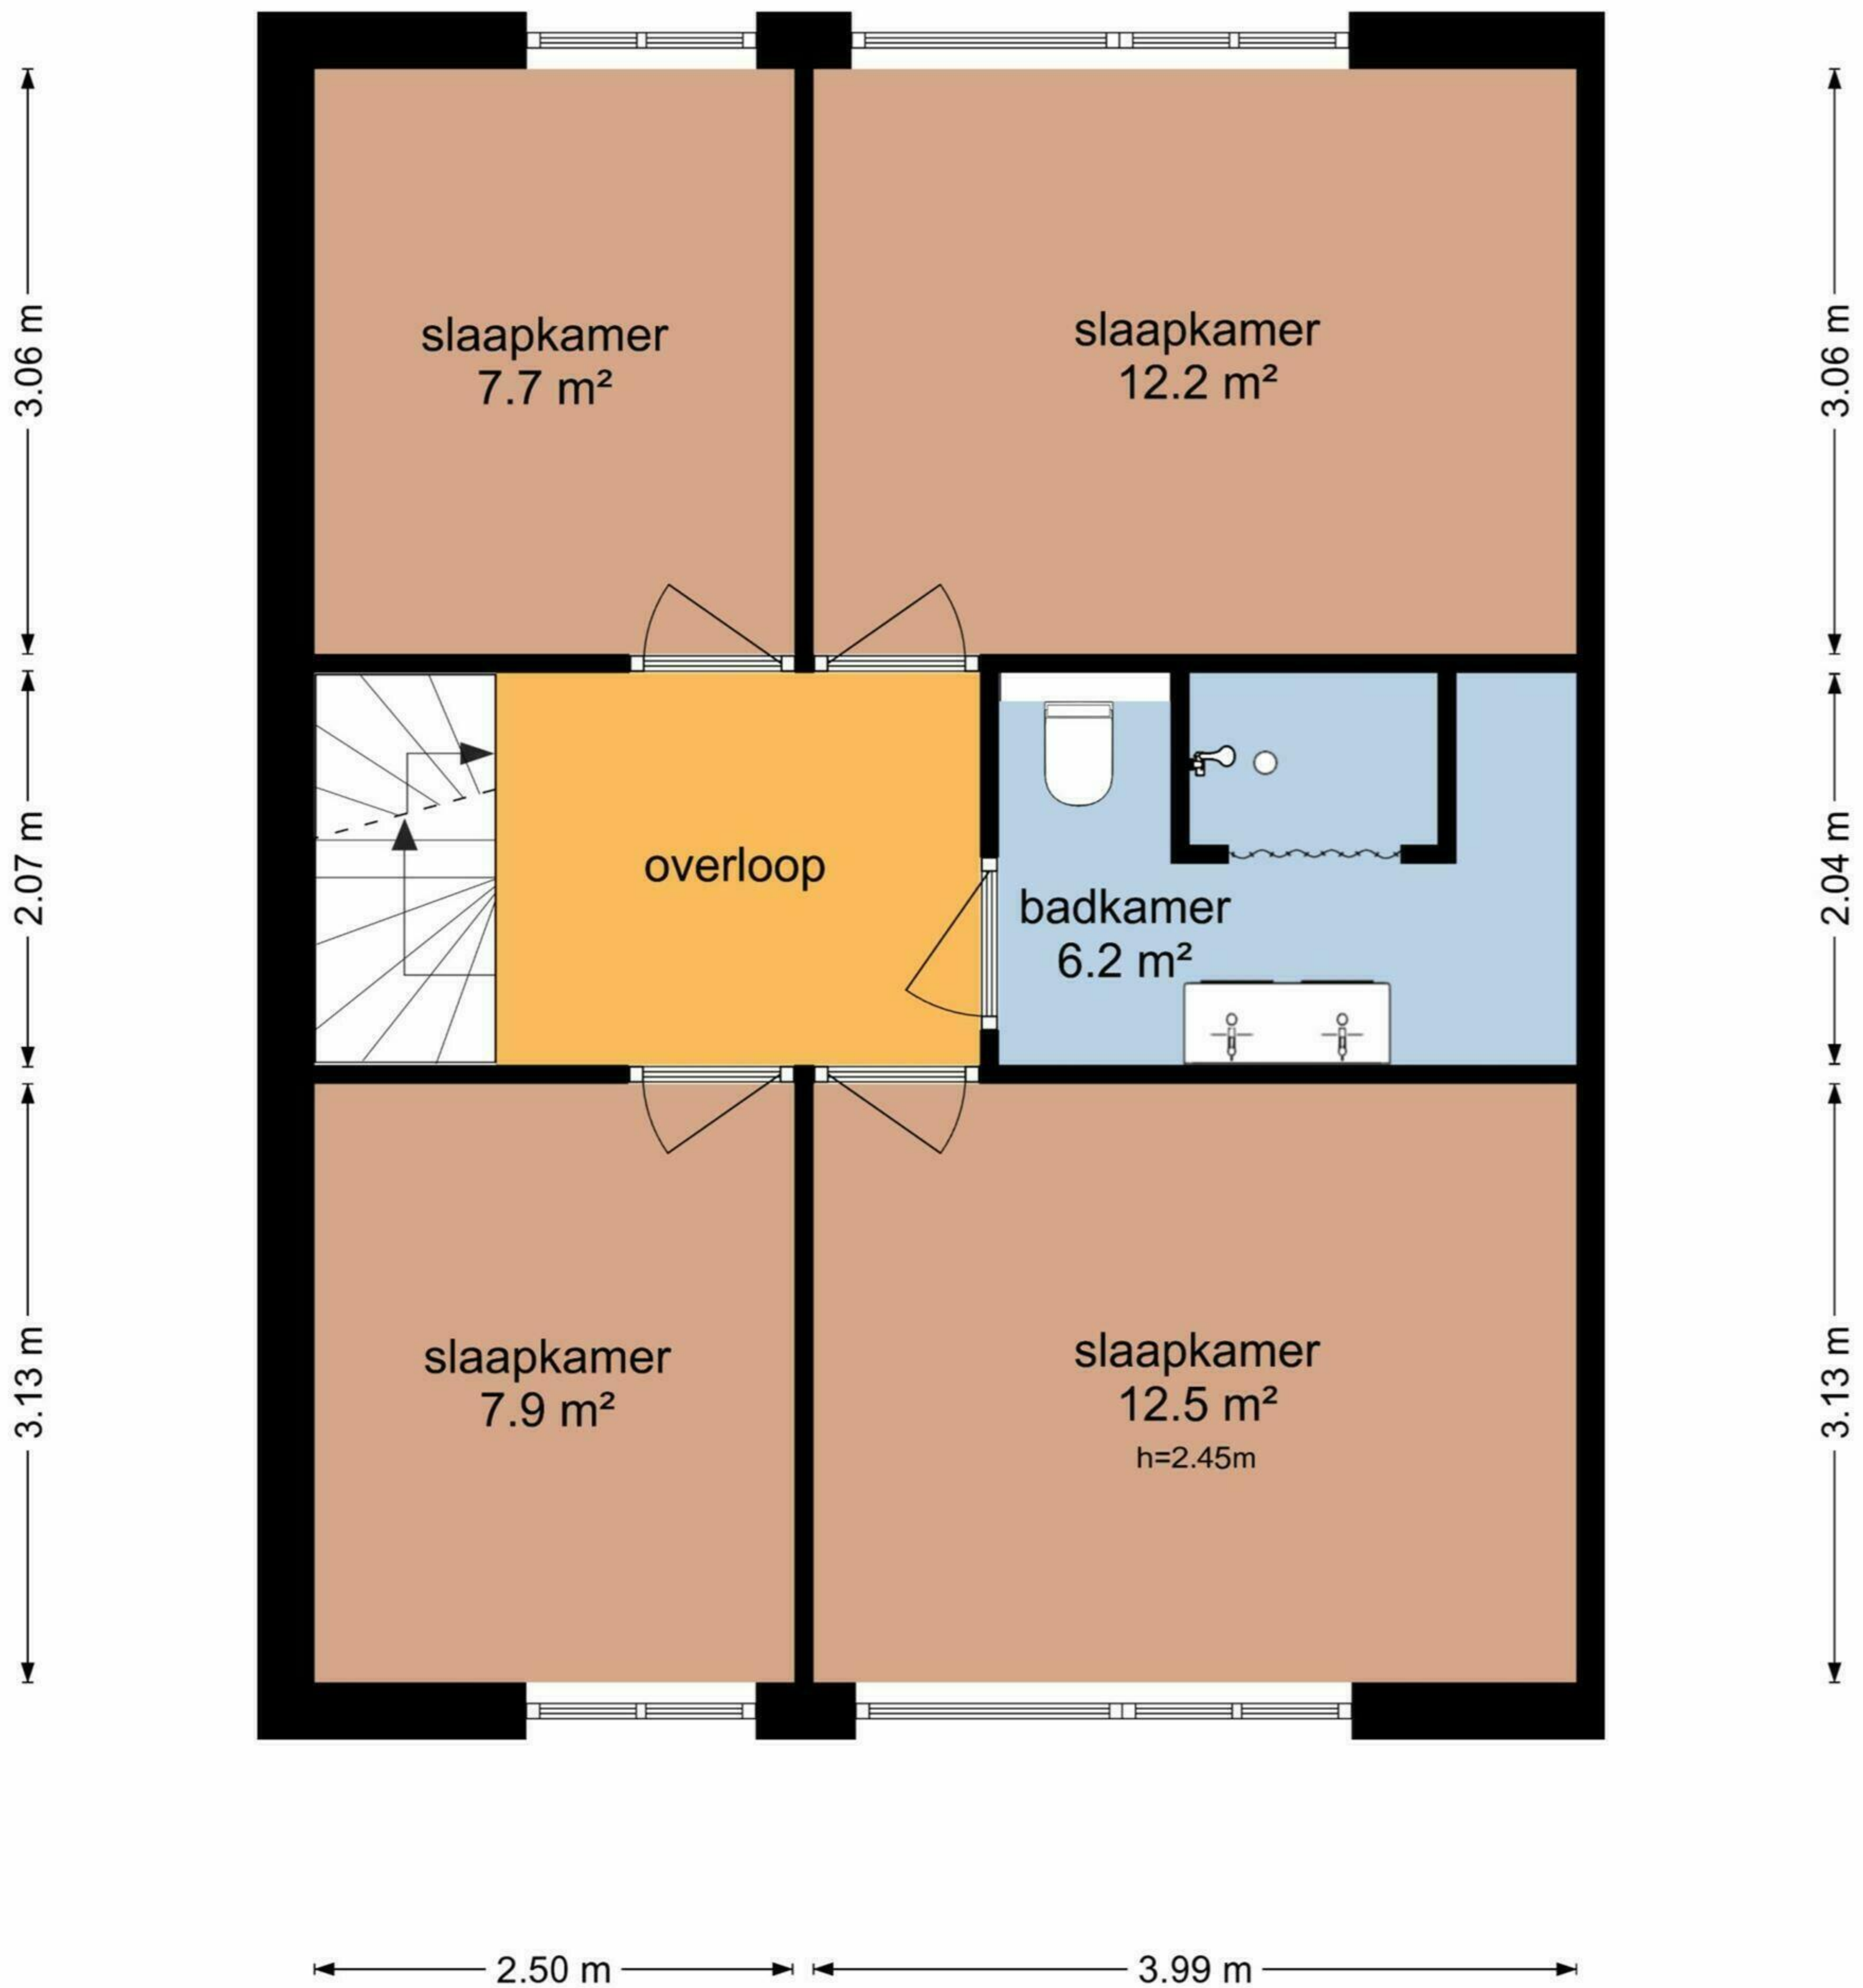 slaapkamer
7.7 m²
slaapkamer
12.2 m²
3.06 m
3.06 m
overloop
badkamer
6.2 m²
2.07 m
2.04 m
slaapkamer
7.9 m²
slaapkamer
12.5 m²
h=2.45m
3.13 m
3.13 m
2.50 m
3.99 m